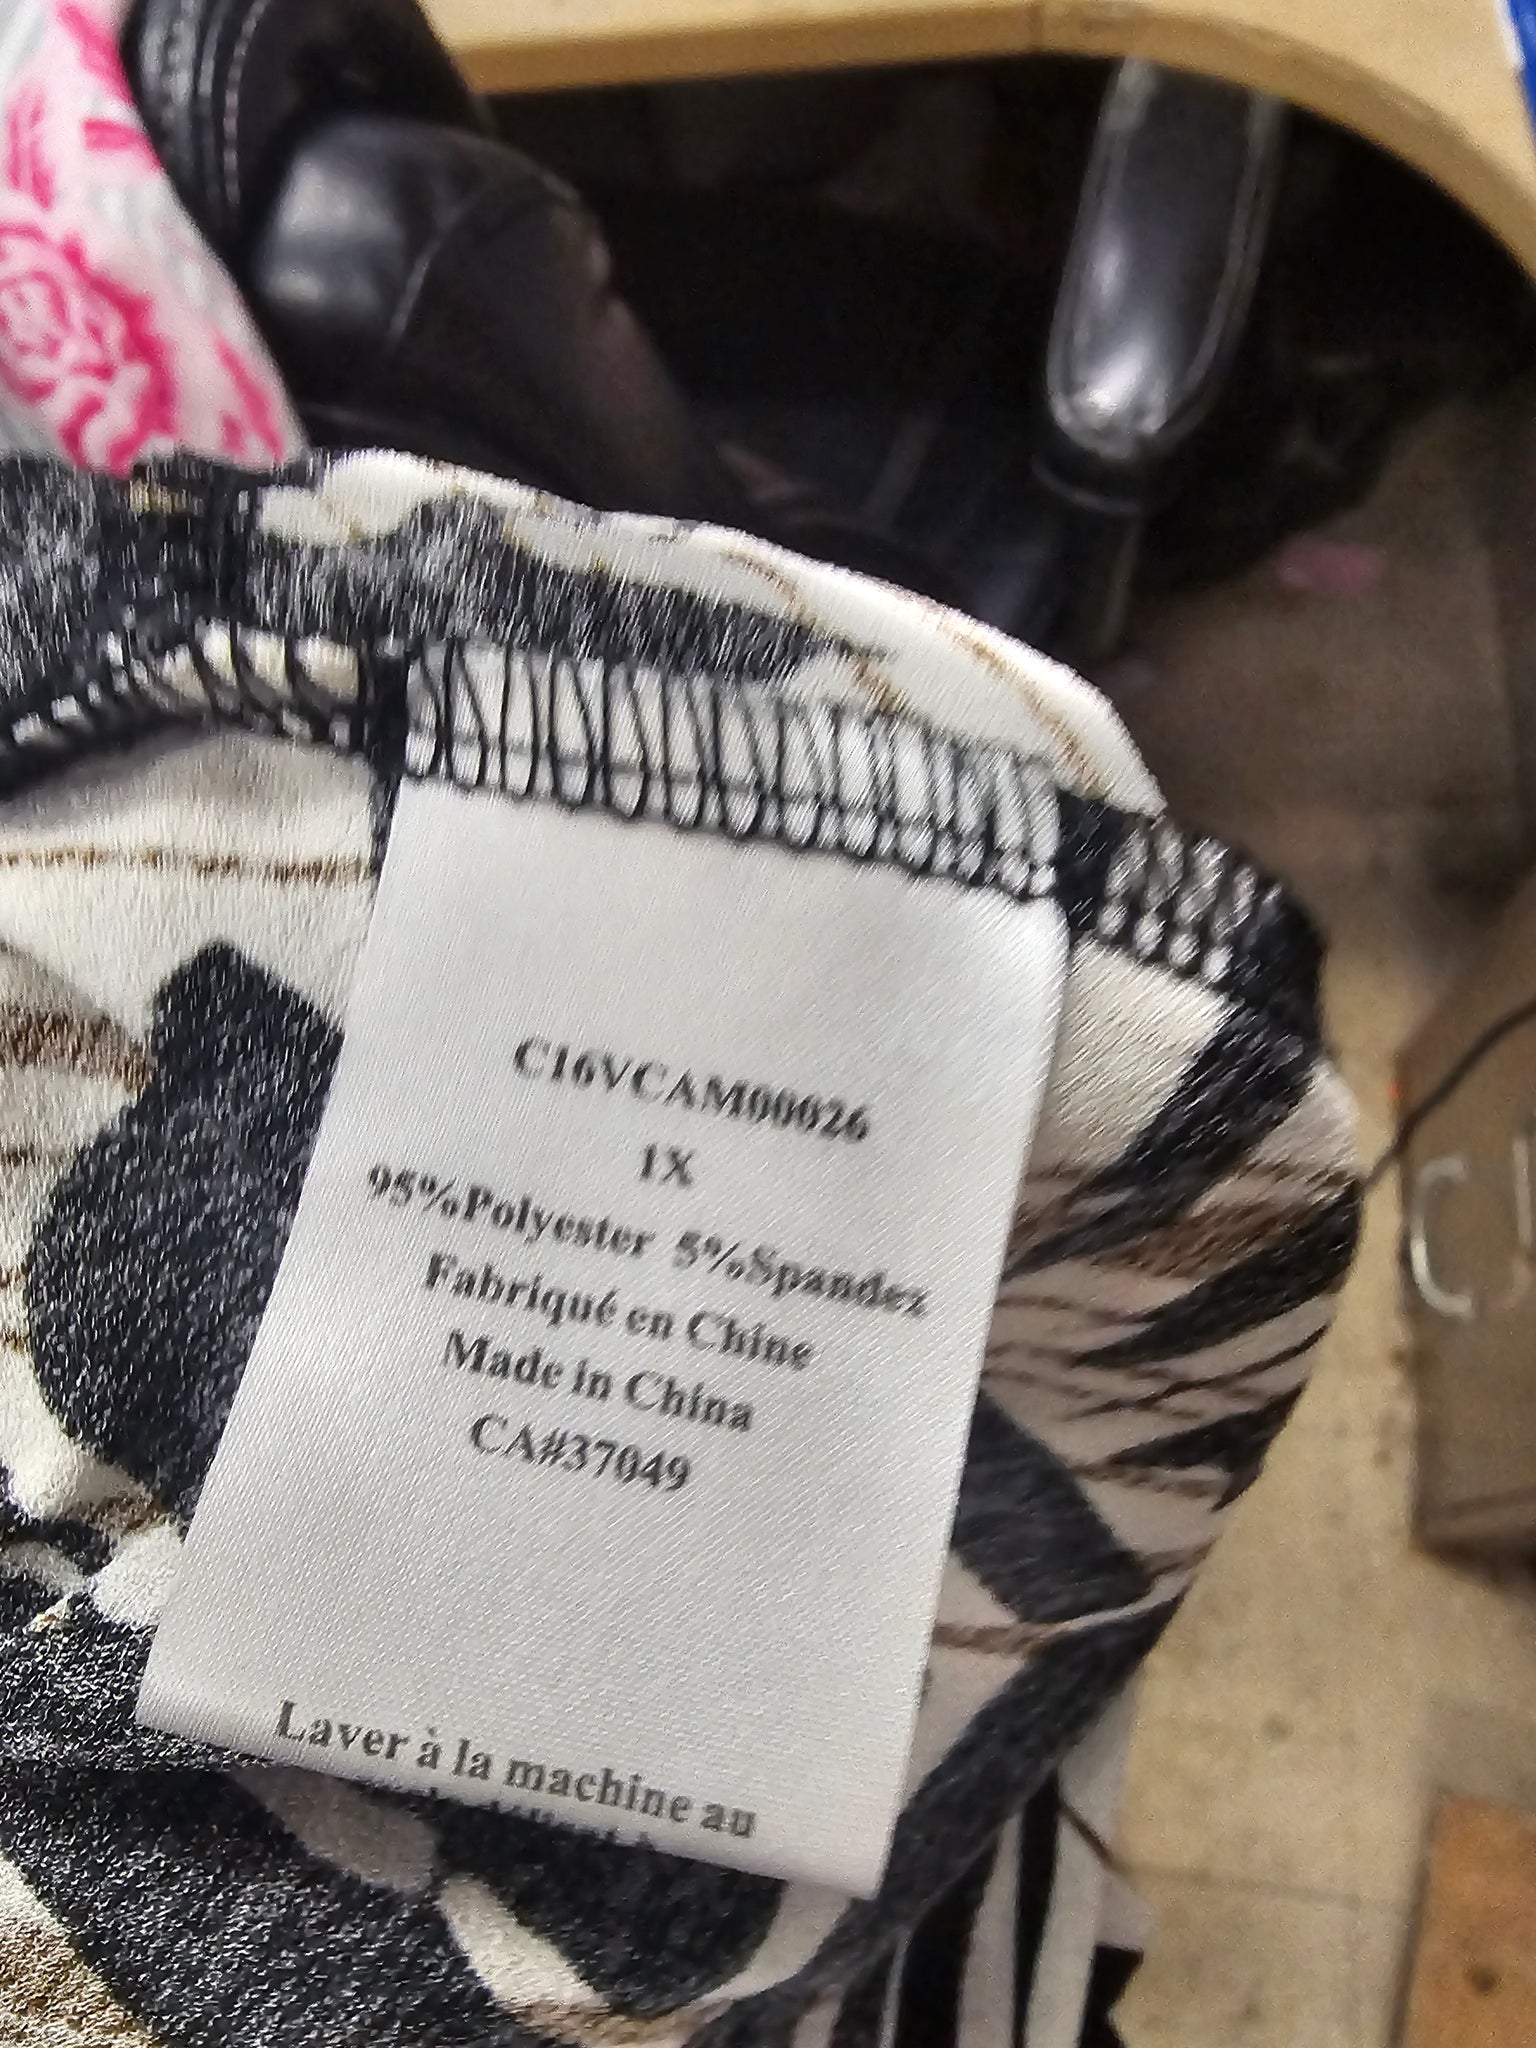 C16VCAM00026
1X
95%Polyester 5%Spandex
Fabriqué en Chine
Made in China
CA#37049
Laver à la machine au